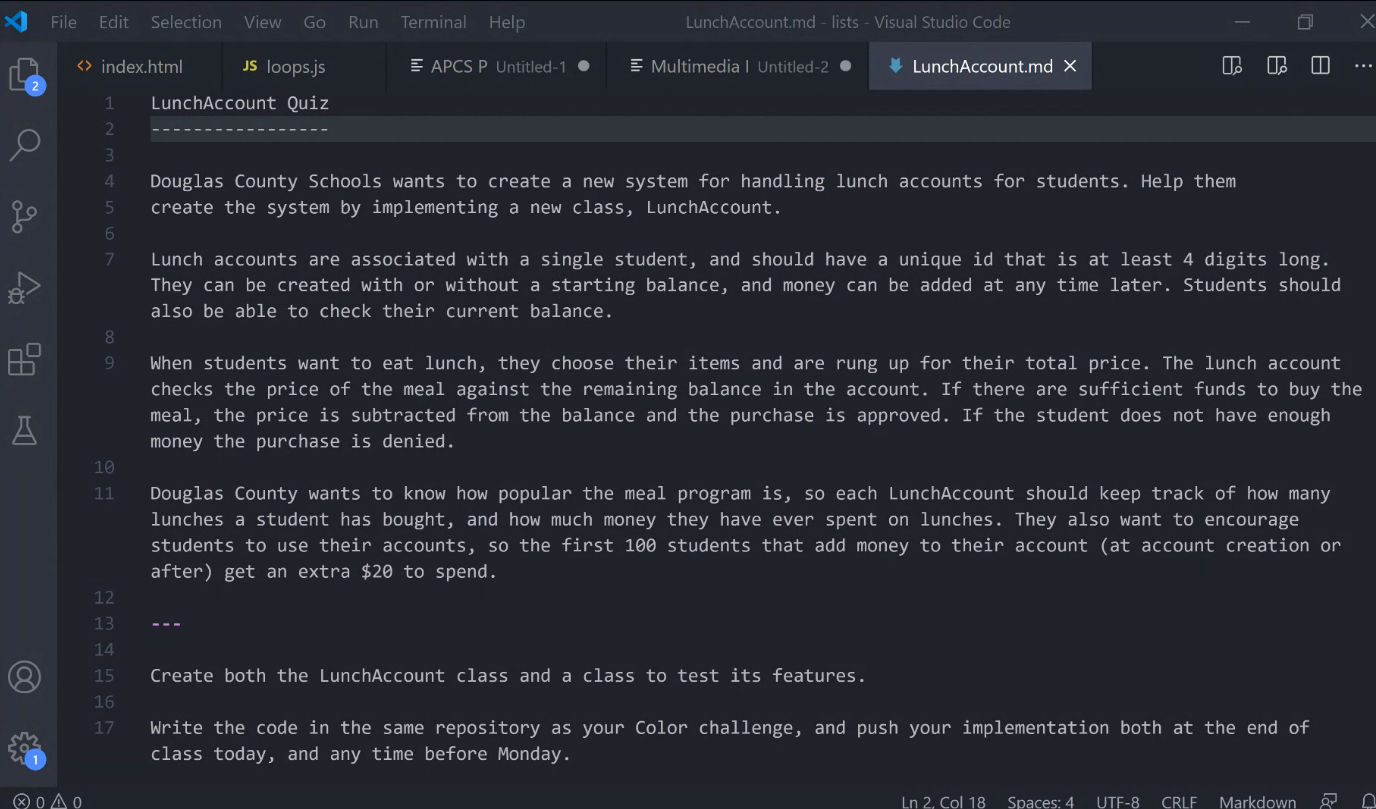 File Edit Selection View Go Run Terminal Help LunchAccount.md - lists - Visual Studio Code
<> index.html JS loops.js APCS P Untitled-1 Multimedia I Untitled-2 LunchAccount.md
2
1 LunchAccount Quiz
2 -----------------
3
4 Douglas County Schools wants to create a new system for handling lunch accounts for students. Help them
5 create the system by implementing a new class, LunchAccount.
6
7 Lunch accounts are associated with a single student, and should have a unique id that is at least 4 digits long.
They can be created with or without a starting balance, and money can be added at any time later. Students should
also be able to check their current balance.
8
9 When students want to eat lunch, they choose their items and are rung up for their total price. The lunch account
checks the price of the meal against the remaining balance in the account. If there are sufficient funds to buy the
meal, the price is subtracted from the balance and the purchase is approved. If the student does not have enough
money the purchase is denied.
10
11 Douglas County wants to know how popular the meal program is, so each LunchAccount should keep track of how many
lunches a student has bought, and how much money they have ever spent on lunches. They also want to encourage
students to use their accounts, so the first 100 students that add money to their account (at account creation or
after) get an extra $20 to spend.
12
13 ---
14
15 Create both the LunchAccount class and a class to test its features.
16
17 Write the code in the same repository as your Color challenge, and push your implementation both at the end of
class today, and any time before Monday.
1
0 0 Ln 2, Col 18 Spaces: 4 UTF-8 CRLF Markdown